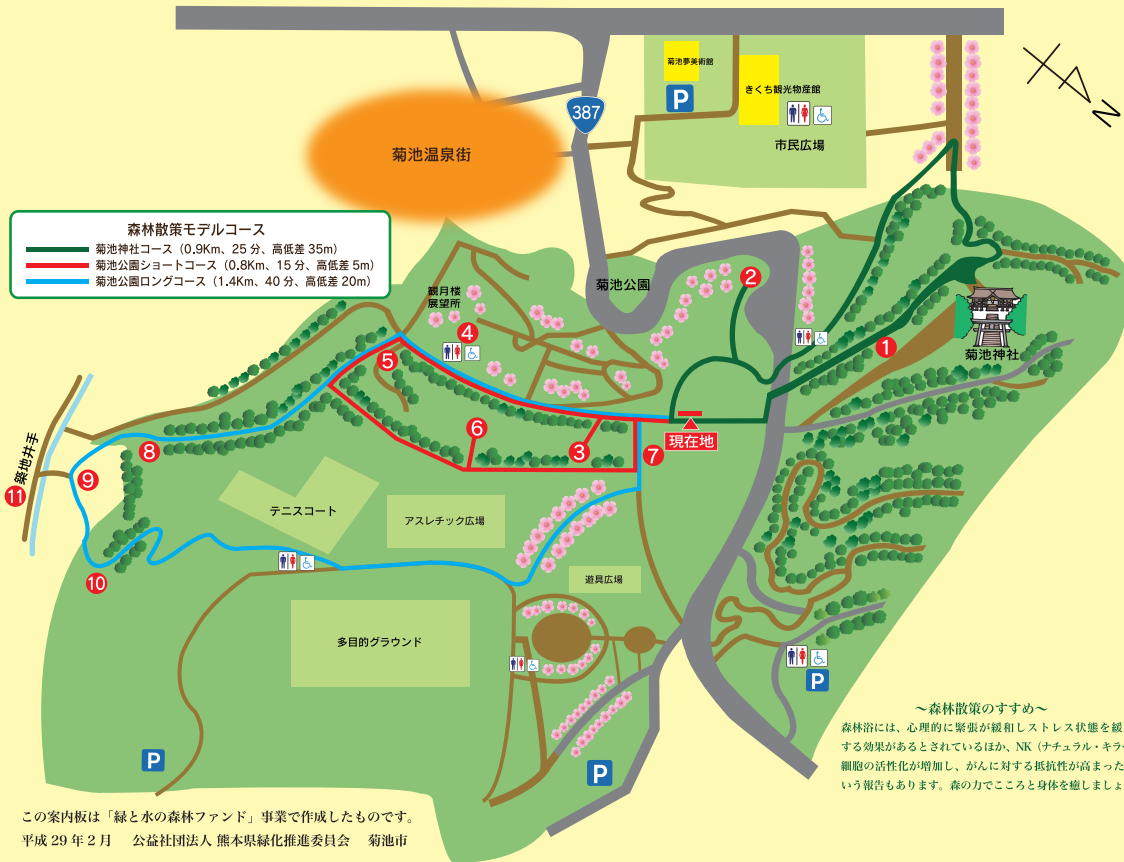 菊池夢美術館
P
きくち観光物産館
市民広場
387
菊池温泉街
N
森林散策モデルコース
菊池神社コース（0.9Km、25 分、高低差 35m）
菊池公園ショートコース（0.8Km、15 分、高低差 5m）
菊池公園ロングコース（1.4Km、40 分、高低差 20m）
菊池公園
観月楼
展望所
2
4
1
菊池神社
5
6
3
7
現在地
8
9
築地井手
11
10
テニスコート
アスレチック広場
遊具広場
多目的グラウンド
P
P
P
～森林散策のすすめ～
森林浴には、心理的に緊張が緩和しストレス状態を緩
する効果があるとされているほか、NK（ナチュラル・キラ
細胞の活性化が増加し、がんに対する抵抗性が高まった
いう報告もあります。森の力でこころと身体を癒しましょ
この案内板は「緑と水の森林ファンド」事業で作成したものです。
平成 29 年 2 月　公益社団法人 熊本県緑化推進委員会　菊池市